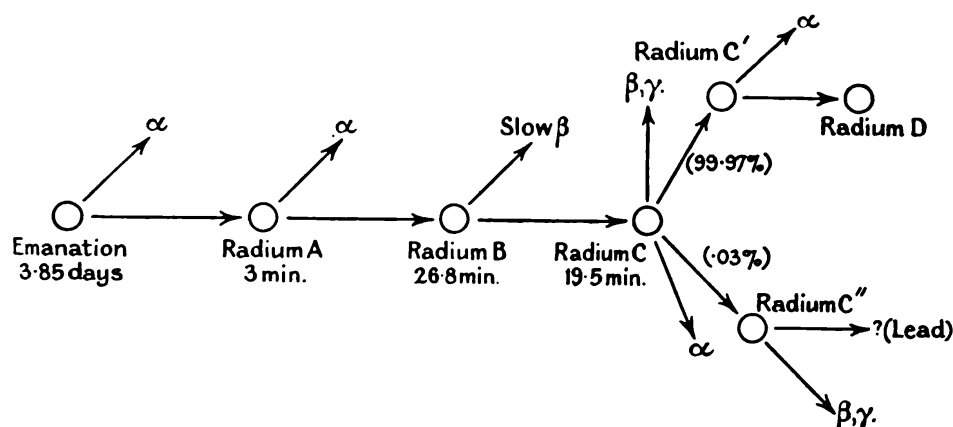 α
α
Slow β
β,γ.
Radium C′
α
Radium D
(99·97%)
Emanation
3·85 days
Radium A
3 min.
Radium B
26·8 min.
Radium C
19·5 min.
(·03%)
Radium C″
α
?(Lead)
β,γ.